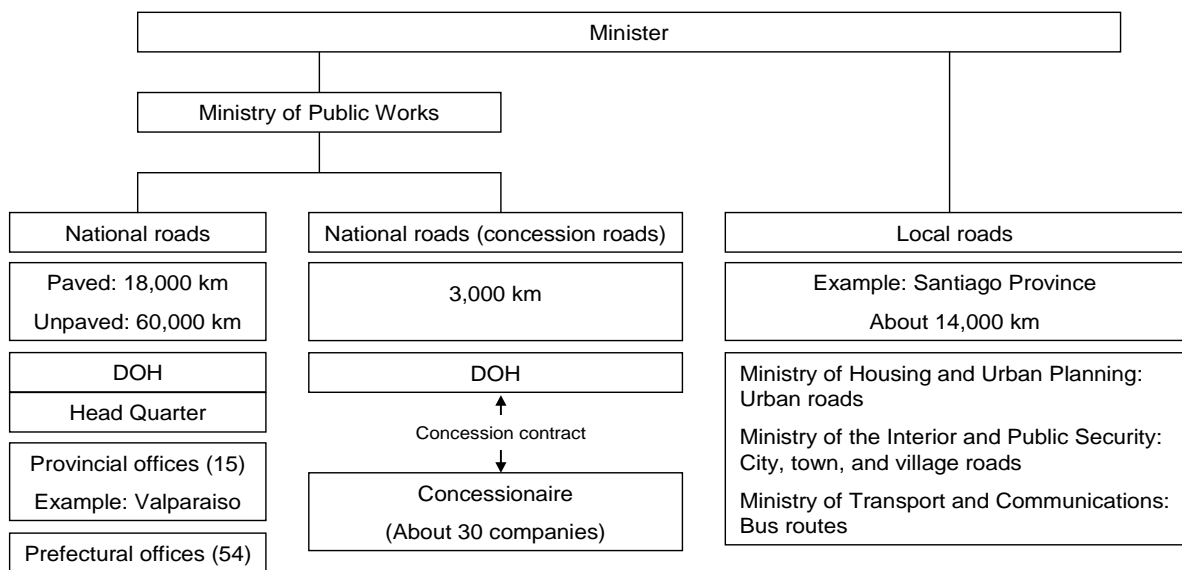 Minister
Ministry of Public Works
National roads
Paved: 18,000 km
Unpaved: 60,000 km
DOH
Head Quarter
Provincial offices (15)
Example: Valparaiso
Prefectural offices (54)
National roads (concession roads)
3,000 km
DOH
Concession contract
Concessionaire
(About 30 companies)
Local roads
Example: Santiago Province
About 14,000 km
Ministry of Housing and Urban Planning:
Urban roads
Ministry of the Interior and Public Security:
City, town, and village roads
Ministry of Transport and Communications:
Bus routes